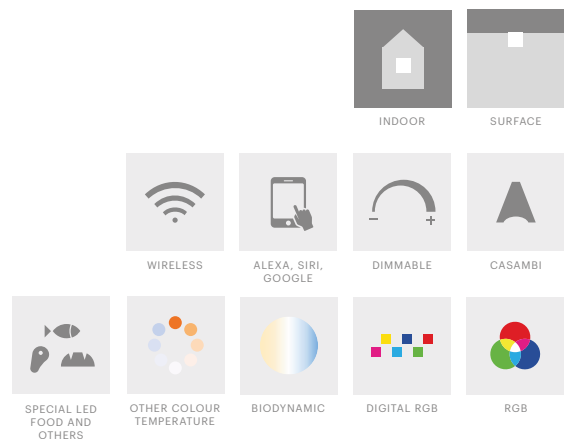 INDOOR
SURFACE
WIRELESS
ALEXA, SIRI,
GOOGLE
DIMMABLE
CASAMBI
SPECIAL LED
FOOD AND
OTHERS
OTHER COLOUR
TEMPERATURE
BIODYNAMIC
DIGITAL RGB
RGB